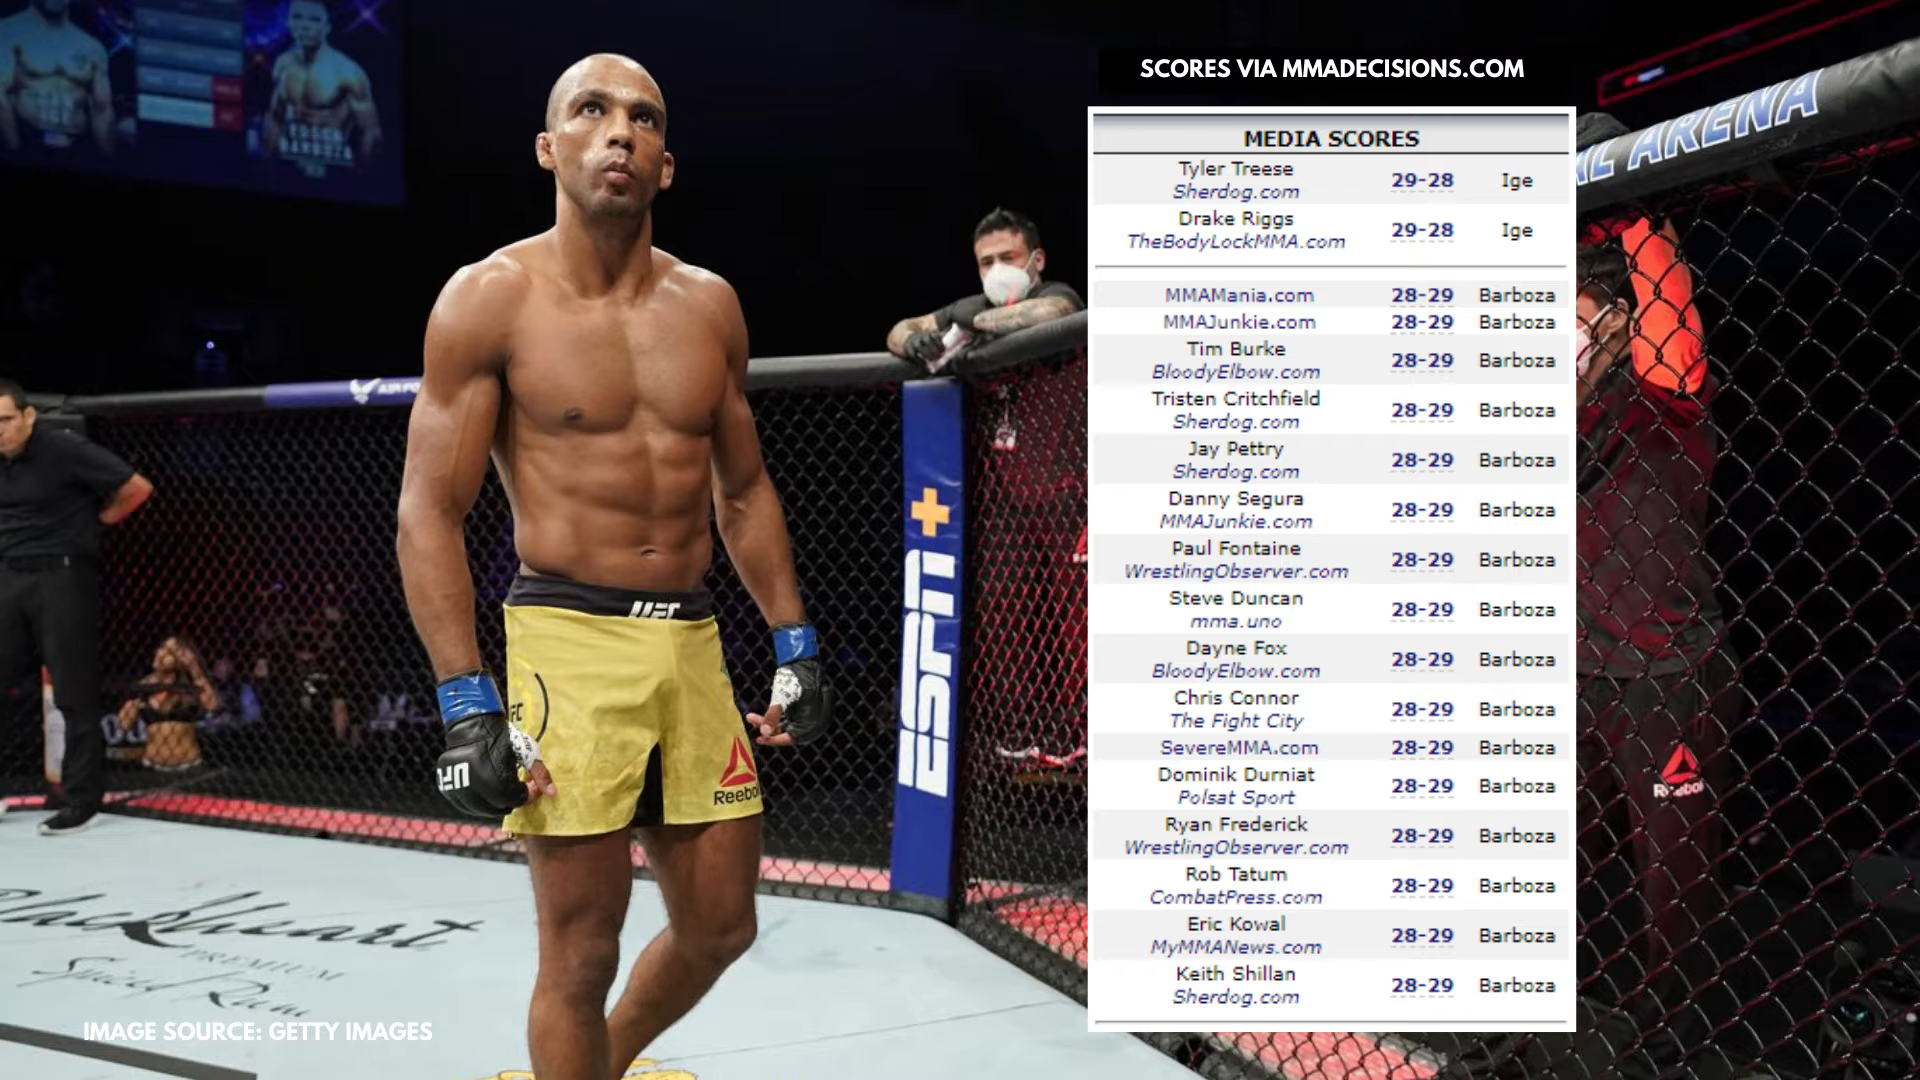 SCORES VIA MMADECISIONS.COM
MEDIA SCORES
Tyler Treese
Sherdog.com
29-28 Ige
Drake Riggs
TheBodyLockMMA.com
29-28 Ige
MMAMania.com 28-29 Barboza
MMAJunkie.com 28-29 Barboza
Tim Burke
BloodyElbow.com
28-29 Barboza
Tristen Critchfield
Sherdog.com
28-29 Barboza
Jay Pettry
Sherdog.com
28-29 Barboza
Danny Segura
MMAJunkie.com
28-29 Barboza
Paul Fontaine
WrestlingObserver.com
28-29 Barboza
Steve Duncan
mma.uno
28-29 Barboza
Dayne Fox
BloodyElbow.com
28-29 Barboza
Chris Connor
The Fight City
28-29 Barboza
SevereMMA.com 28-29 Barboza
Dominik Durniat
Polsat Sport
28-29 Barboza
Ryan Frederick
WrestlingObserver.com
28-29 Barboza
Rob Tatum
CombatPress.com
28-29 Barboza
Eric Kowal
MyMMANews.com
28-29 Barboza
Keith Shillan
Sherdog.com
28-29 Barboza
BARBOZA
ARENA
AIR
ESPN+
UFC
UFC
Reebok
Reebok
Blackheart
PREMIUM
Spiced Rum
IMAGE SOURCE: GETTY IMAGES